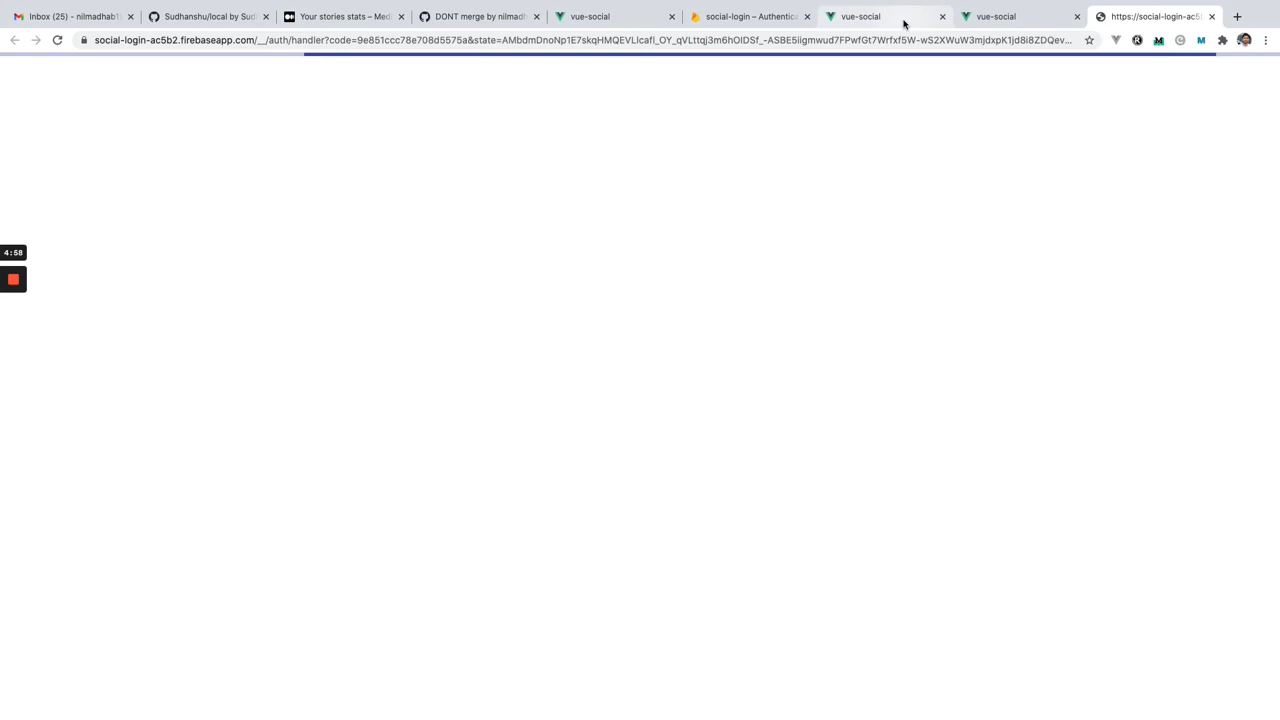 Inbox (25) - nilmadhab1
Sudhanshu/local by Sud
Your stories stats – Med
DONT merge by nilmadh
vue-social
social-login – Authentica
vue-social
vue-social
https://social-login-ac5
social-login-ac5b2.firebaseapp.com/__/auth/handler?code=9e851ccc78e708d5575a&state=AMbdmDnoNp1E7skqHMQEVLlcafl_OY_qVLttqj3m6hOIDSf_-ASBE5iigmwud7FPwfGt7Wrfxf5W-wS2XWuW3mjdxpK1jd8i8ZDQev...
4:58